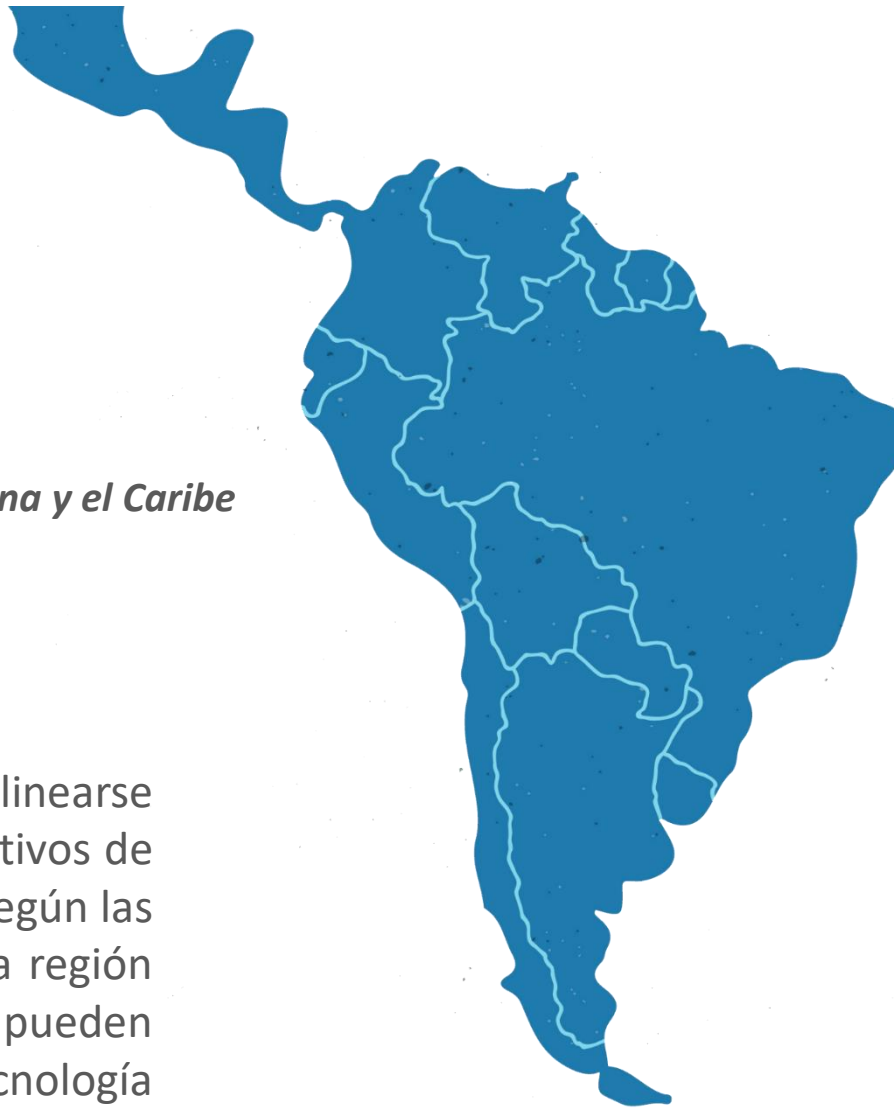 na y el Caribe
linearse
tivos de
egún las
a región
pueden
cnología